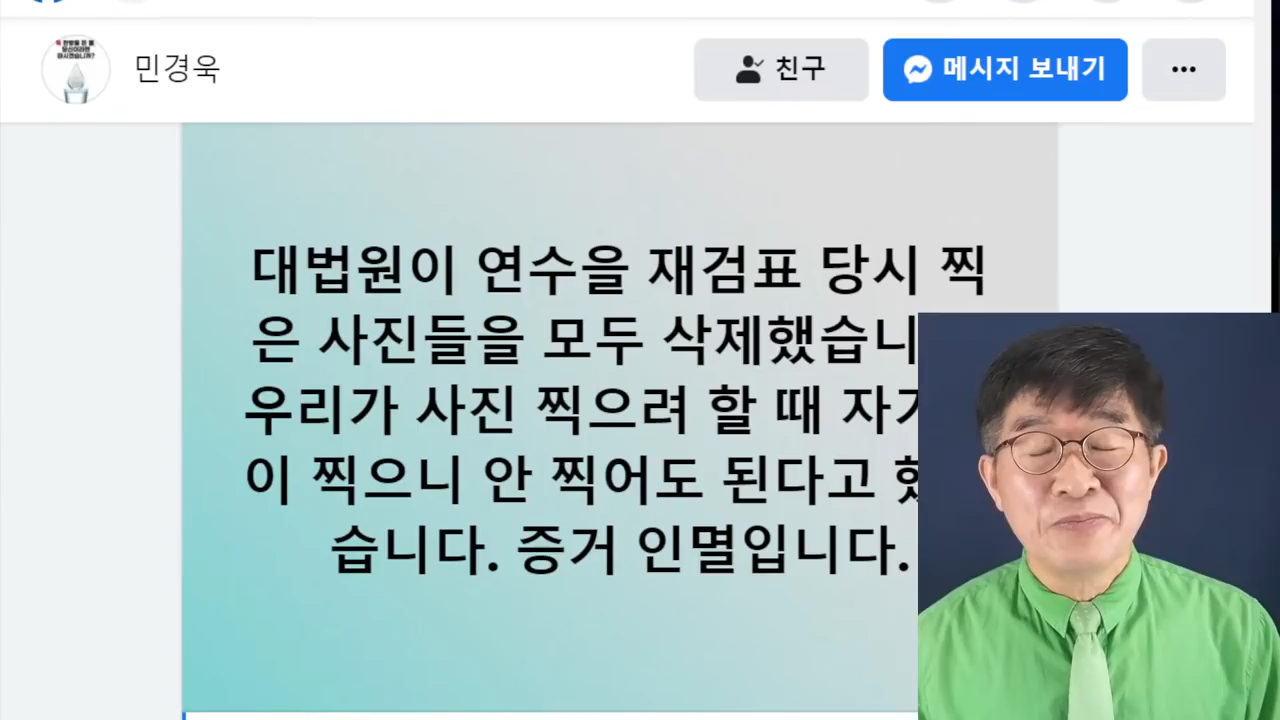 민경욱
친구
메시지 보내기
대법원이 연수을 재검표 당시 찍
은 사진들을 모두 삭제했습니
우리가 사진 찍으려 할 때
이 찍으니 안 찍어도 된다고
습니다. 증거 인멸입니다.